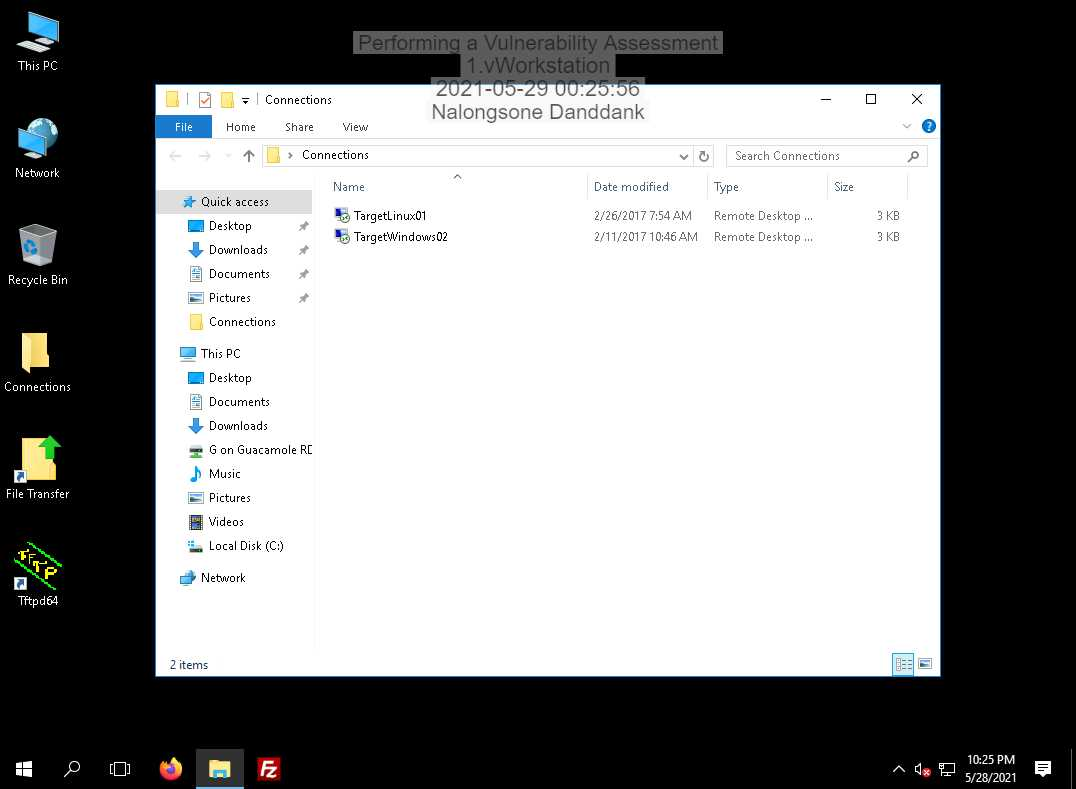 Performing a Vulnerability Assessment
1.vWorkstation
2021-05-29 00:25:56
Nalongsone Danddank
This PC
Network
Recycle Bin
Connections
File Transfer
TFTP
Tftpd64
Connections
File Home Share View
?
Connections
Search Connections
Name Date modified Type Size
TargetLinux01 2/26/2017 7:54 AM Remote Desktop ... 3 KB
TargetWindows02 2/11/2017 10:46 AM Remote Desktop ... 3 KB
Quick access
Desktop
Downloads
Documents
Pictures
Connections
This PC
Desktop
Documents
Downloads
G on Guacamole RD
Music
Pictures
Videos
Local Disk (C:)
Network
2 items
Fz
10:25 PM
5/28/2021